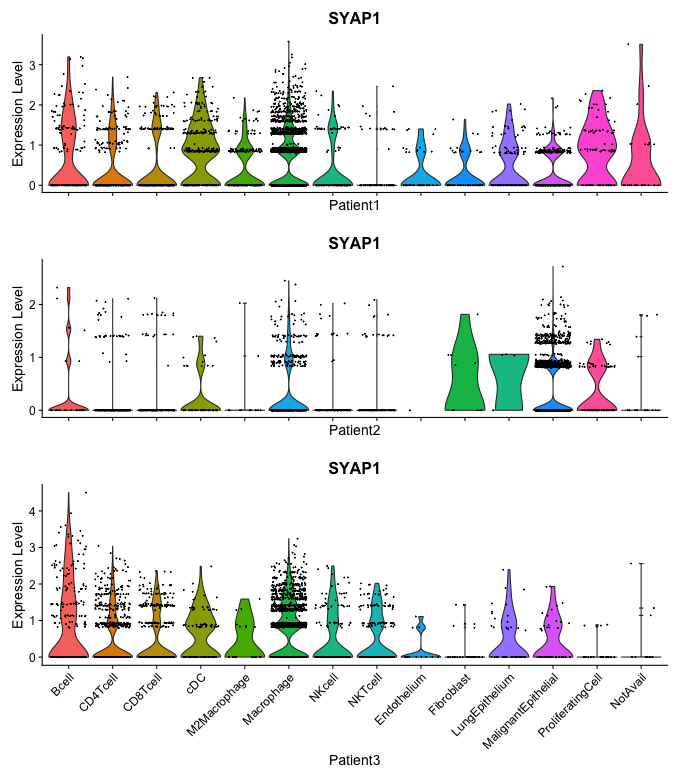 SYAP1
Expression Level
3
2
1
0
Patient1
SYAP1
Expression Level
2
1
0
Patient2
SYAP1
Expression Level
4
3
2
1
0
Bcell
CD4Tcell
CD8Tcell
cDC
M2Macrophage
Macrophage
NKcell
NKTcell
Endothelium
Fibroblast
LungEpithelium
MalignantEpithelial
ProliferatingCell
NotAvail
Patient3